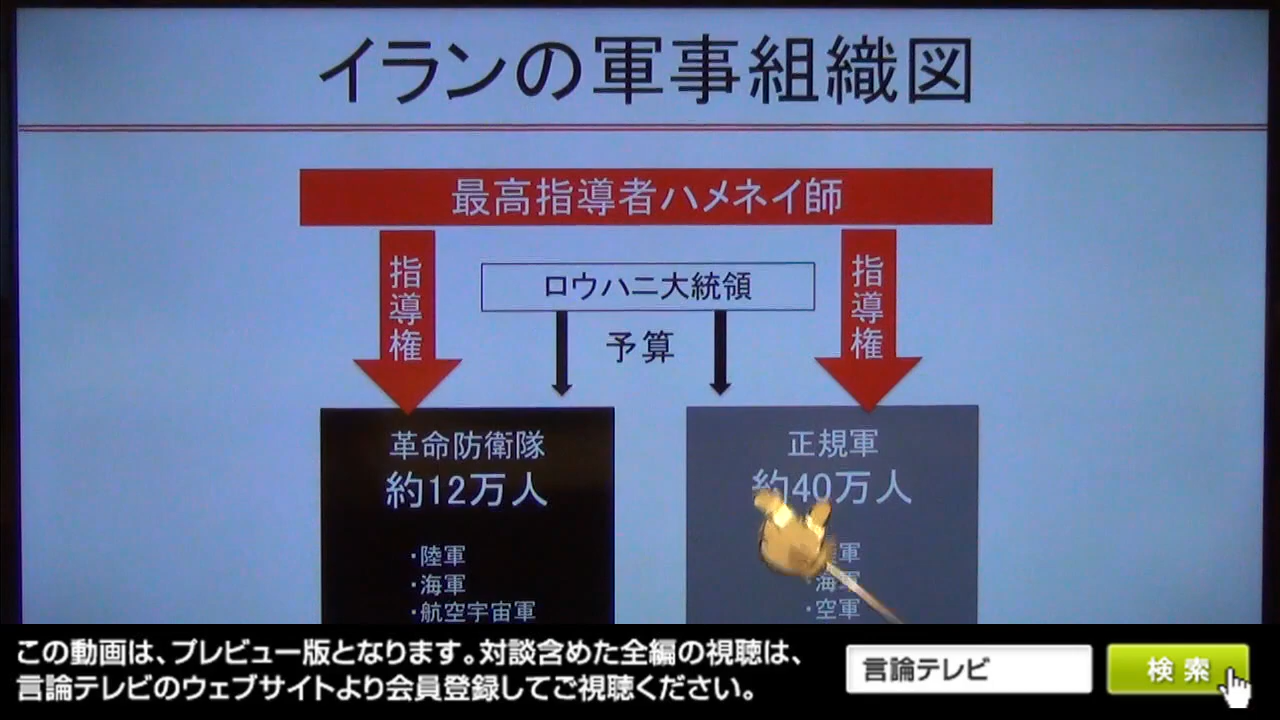 イランの軍事組織図
最高指導者ハメネイ師
指導権
ロウハニ大統領
指導権
予算
革命防衛隊
約12万人
・陸軍
・海軍
・航空宇宙軍
正規軍
約40万人
軍
海軍
・空軍
この動画は、プレビュー版となります。対談含めた全編の視聴は、
言論テレビのウェブサイトより会員登録してご視聴ください。
言論テレビ
検索